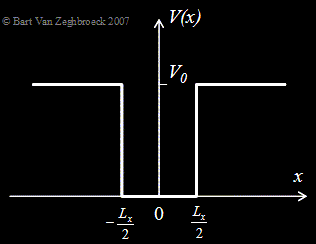 © Bart Van Zeghbroeck 2007
V(x)
V₀
x
-Lₓ/2
0
Lₓ/2